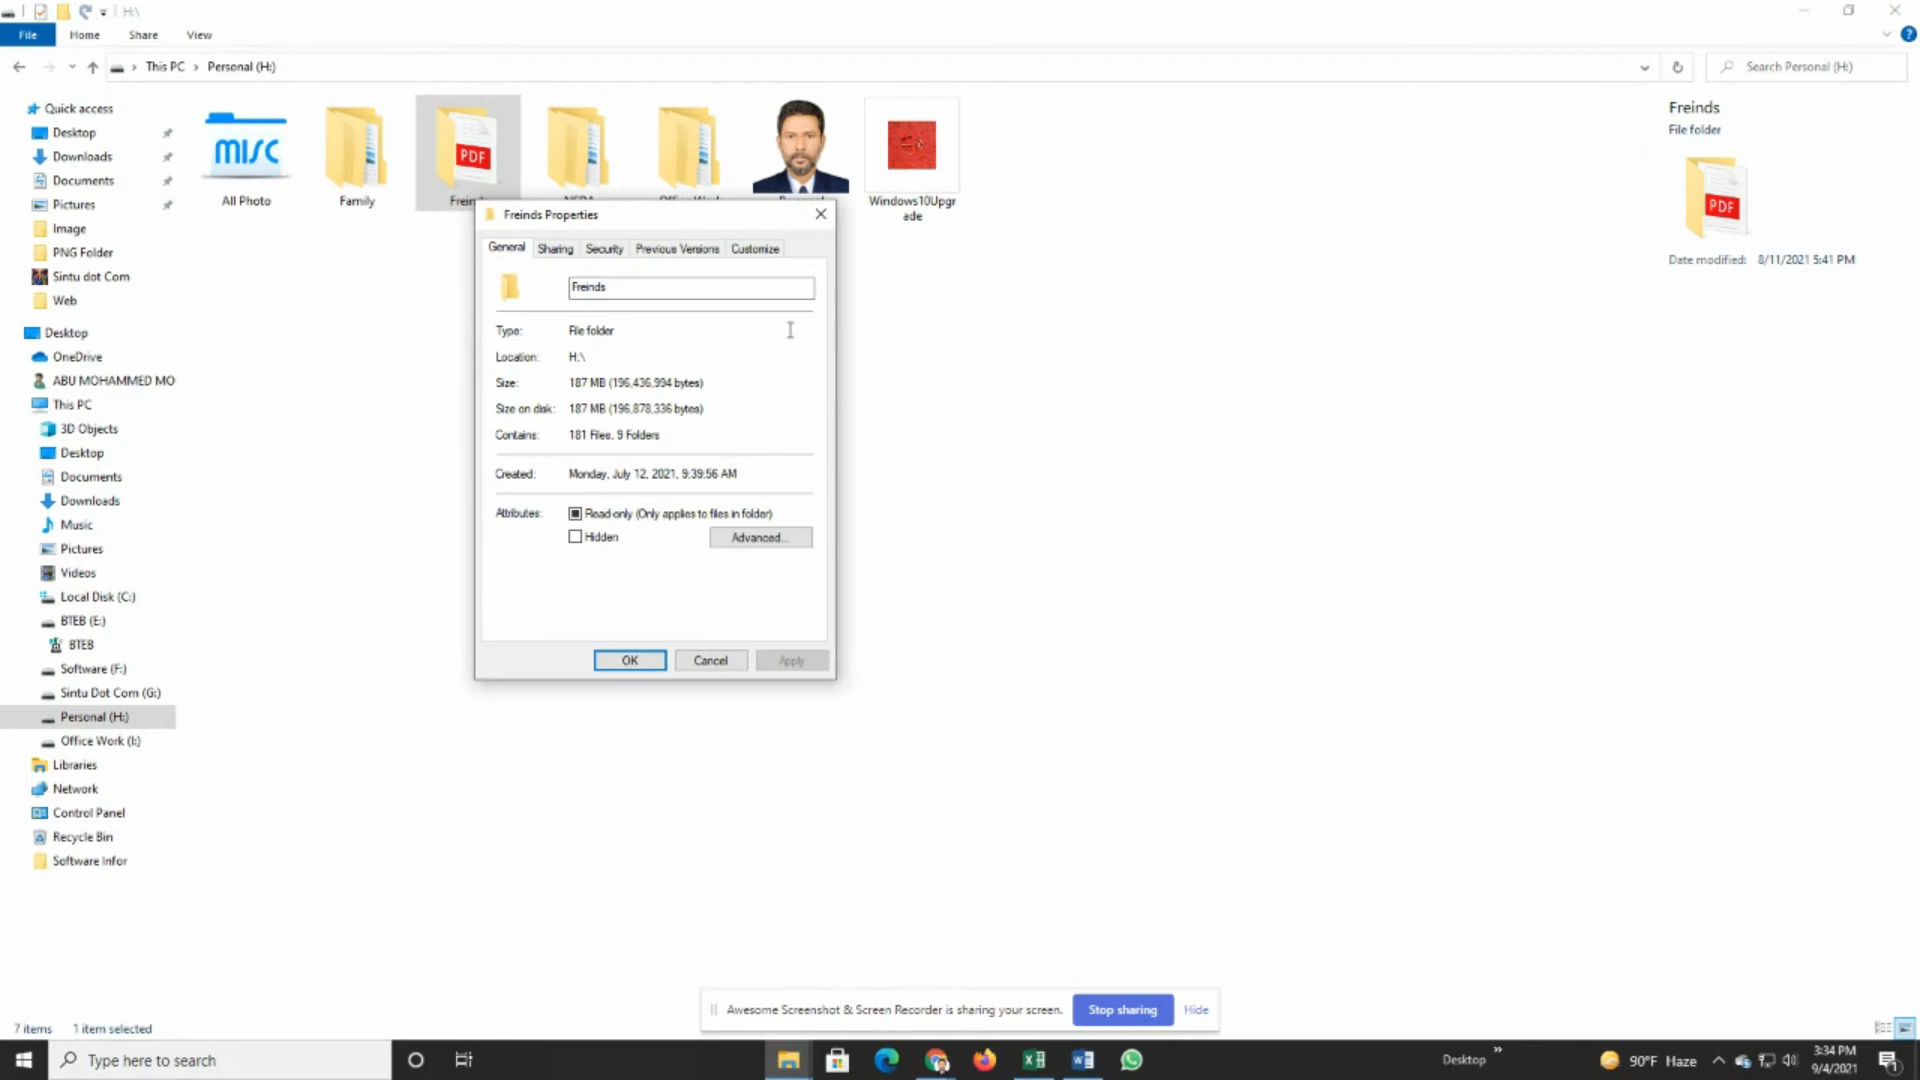 H:\
File Home Share View
This PC Personal (H:)
Search Personal (H:)
Quick access
Desktop
Downloads
Documents
Pictures
Image
PNG Folder
Sintu dot Com
Web
Desktop
OneDrive
ABU MOHAMMED MO
This PC
3D Objects
Desktop
Documents
Downloads
Music
Pictures
Videos
Local Disk (C:)
BTEB (E:)
BTEB
Software (F:)
Sintu Dot Com (G:)
Personal (H:)
Office Work (I:)
Libraries
Network
Control Panel
Recycle Bin
Software Infor
MISC
All Photo
Family
PDF
Windows10Upgr
ade
Freinds Properties
General Sharing Security Previous Versions Customize
Freinds
Type: File folder
Location: H:\
Size: 187 MB (196,436,994 bytes)
Size on disk: 187 MB (196,878,336 bytes)
Contains: 181 Files, 9 Folders
Created: Monday, July 12, 2021, 9:39:56 AM
Attributes: Read-only (Only applies to files in folder)
Hidden Advanced...
OK Cancel Apply
Freinds
File folder
PDF
Date modified: 8/11/2021 5:41 PM
Awesome Screenshot & Screen Recorder is sharing your screen. Stop sharing Hide
7 items 1 item selected
Type here to search
Desktop
90°F Haze
3:34 PM
9/4/2021
1